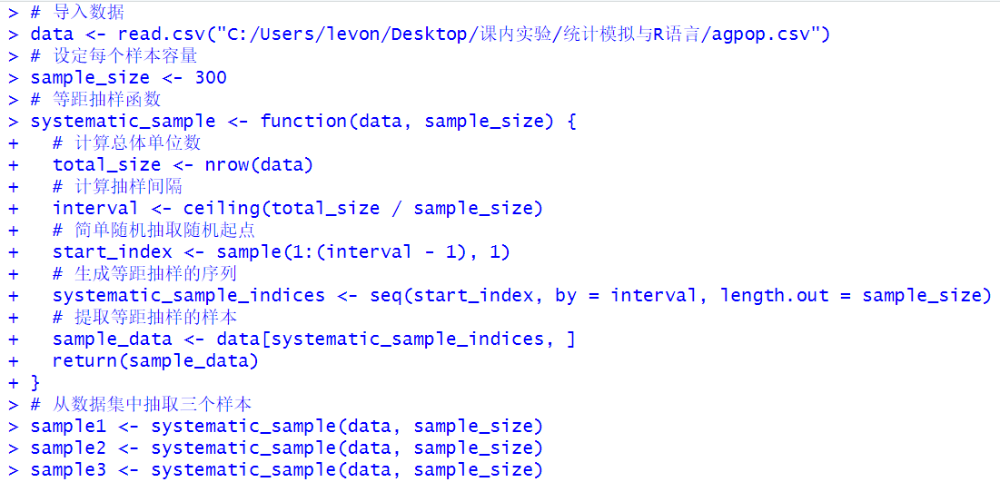 > # 导入数据
> data <- read.csv("C:/Users/levon/Desktop/课内实验/统计模拟与R语言/agpop.csv")
> # 设定每个样本容量
> sample_size <- 300
> # 等距抽样函数
> systematic_sample <- function(data, sample_size) {
+   # 计算总体单位数
+   total_size <- nrow(data)
+   # 计算抽样间隔
+   interval <- ceiling(total_size / sample_size)
+   # 简单随机抽取随机起点
+   start_index <- sample(1:(interval - 1), 1)
+   # 生成等距抽样的序列
+   systematic_sample_indices <- seq(start_index, by = interval, length.out = sample_size)
+   # 提取等距抽样的样本
+   sample_data <- data[systematic_sample_indices, ]
+   return(sample_data)
+ }
> # 从数据集中抽取三个样本
> sample1 <- systematic_sample(data, sample_size)
> sample2 <- systematic_sample(data, sample_size)
> sample3 <- systematic_sample(data, sample_size)